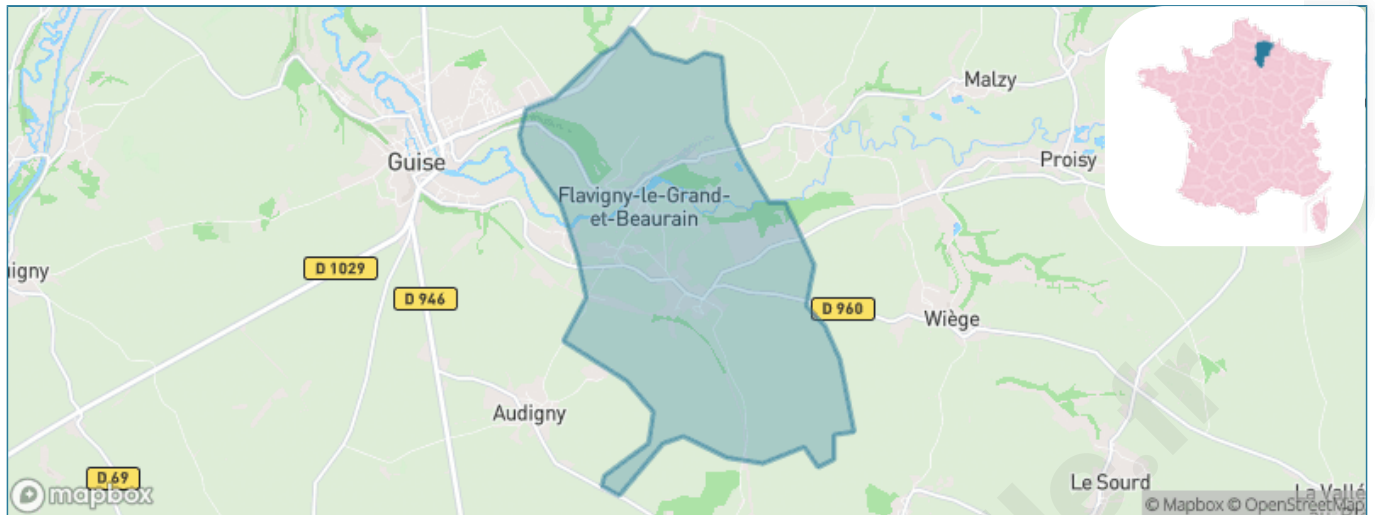 Malzy
Guise
Proisy
Flavigny-le-Grand-
et-Beaurain
D 1029
D 946
D 960
Wiège
Audigny
D 69
mapbox
Le Sourd
© Mapbox © OpenStreetMap